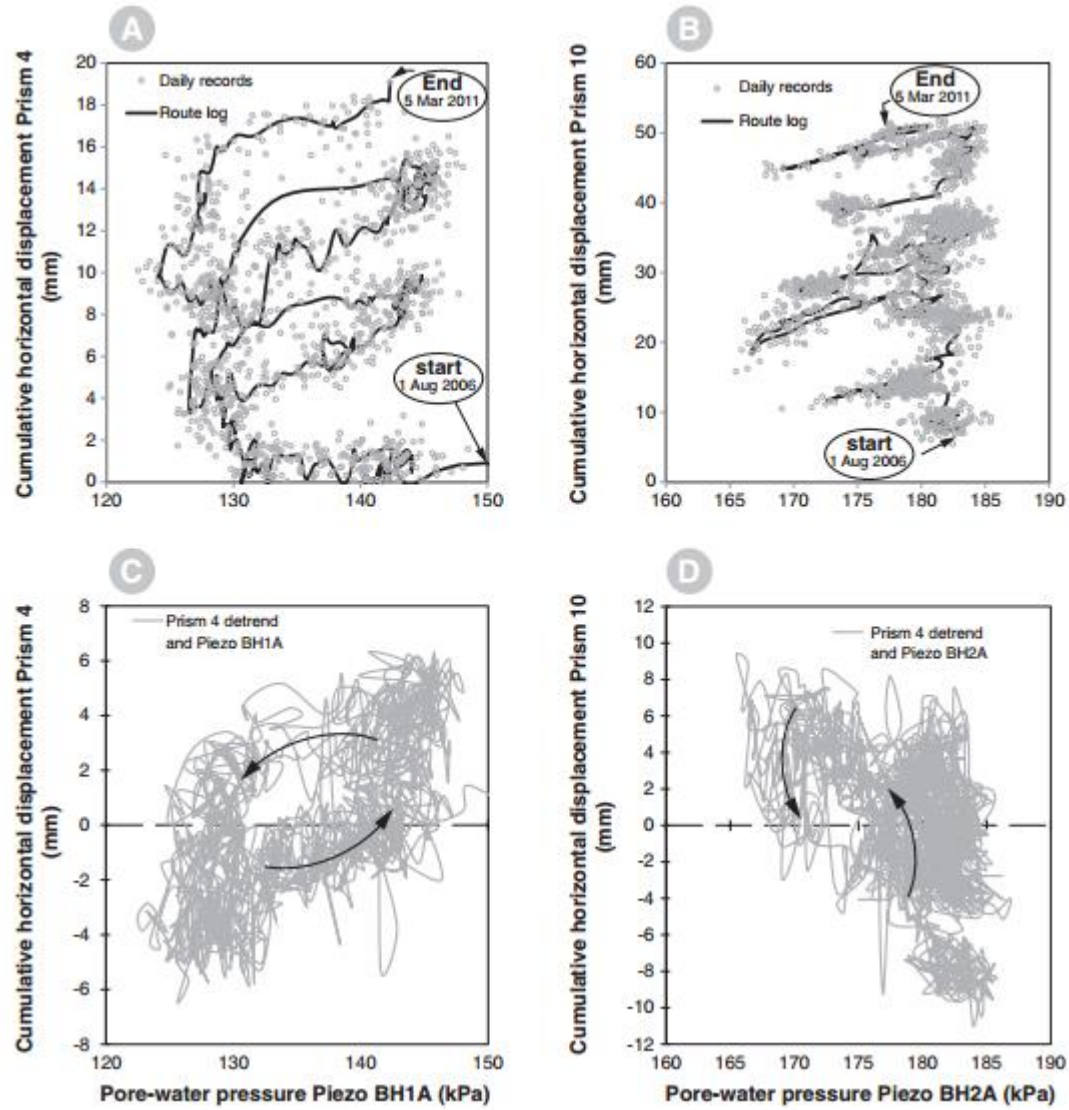 A
Cumulative horizontal displacement Prism 4
(mm)
20
18
16
14
12
10
8
6
4
2
0
120
130
140
150
Daily records
Route log
End
5 Mar 2011
start
1 Aug 2006
B
Cumulative horizontal displacement Prism 10
(mm)
60
50
40
30
20
10
0
160
165
170
175
180
185
190
Daily records
Route log
End
5 Mar 2011
start
1 Aug 2006
C
Cumulative horizontal displacement Prism 4
(mm)
8
6
4
2
0
-2
-4
-6
-8
120
130
140
150
Prism 4 detrend
and Piezo BH1A
Pore-water pressure Piezo BH1A (kPa)
D
Cumulative horizontal displacement Prism 10
(mm)
12
10
8
6
4
2
0
-2
-4
-6
-8
-10
-12
160
165
170
175
180
185
190
Prism 4 detrend
and Piezo BH2A
Pore-water pressure Piezo BH2A (kPa)